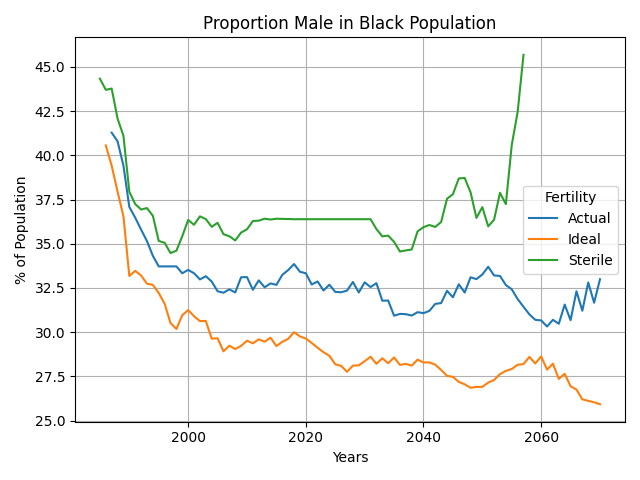 Proportion Male in Black Population
% of Population
45.0
42.5
40.0
37.5
35.0
32.5
30.0
27.5
25.0
Fertility
Actual
Ideal
Sterile
2000
2020
2040
2060
Years